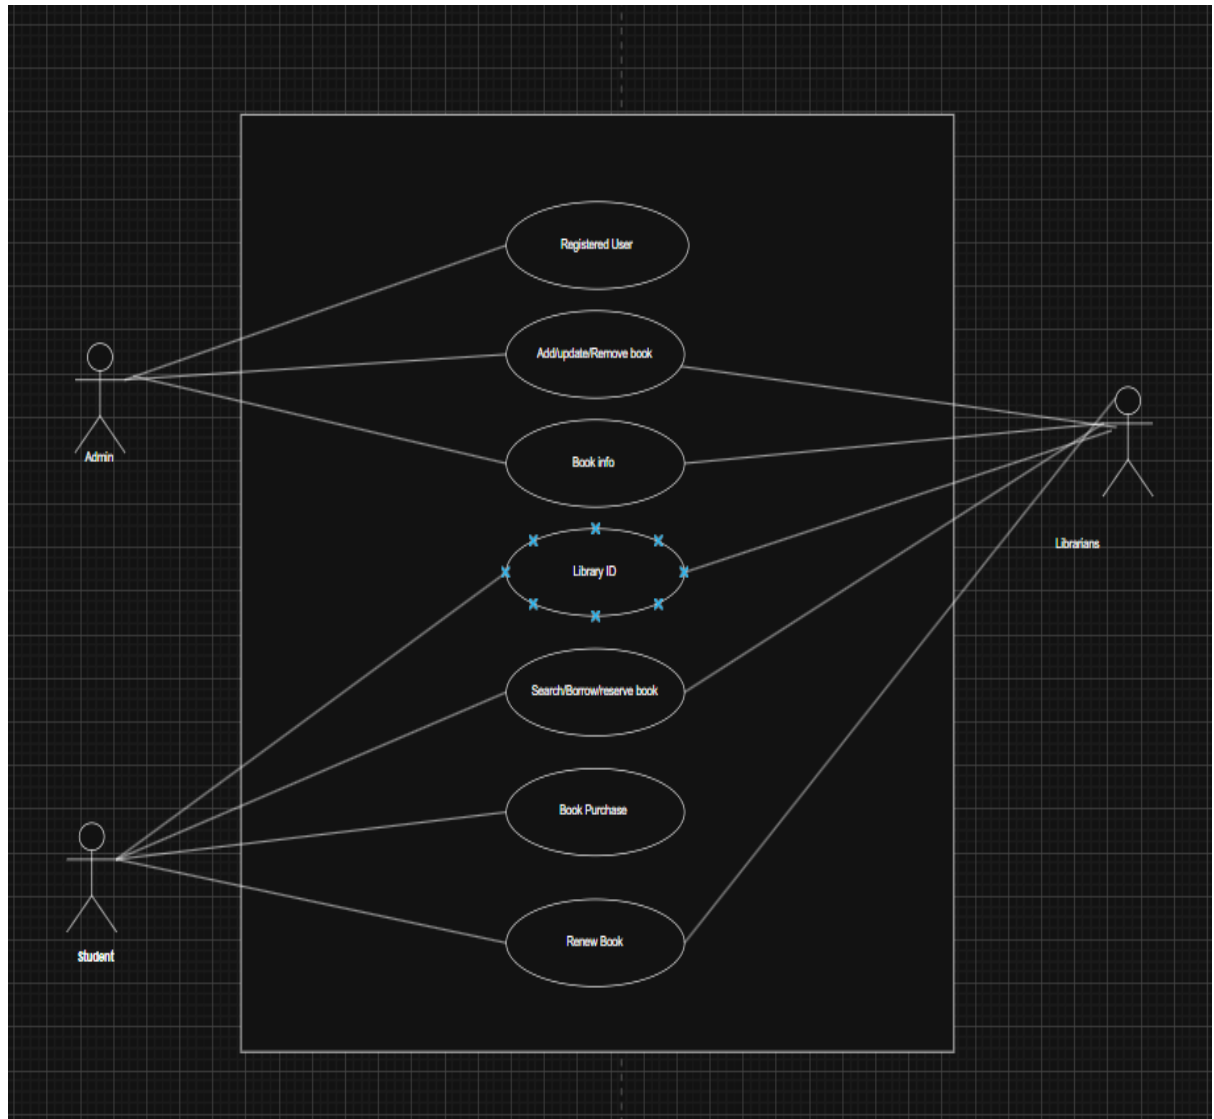 Registered User
Add/update/Remove book
Admin
Book info
Librarians
Library ID
Search/Borrow/reserve book
Book Purchase
Student
Renew Book